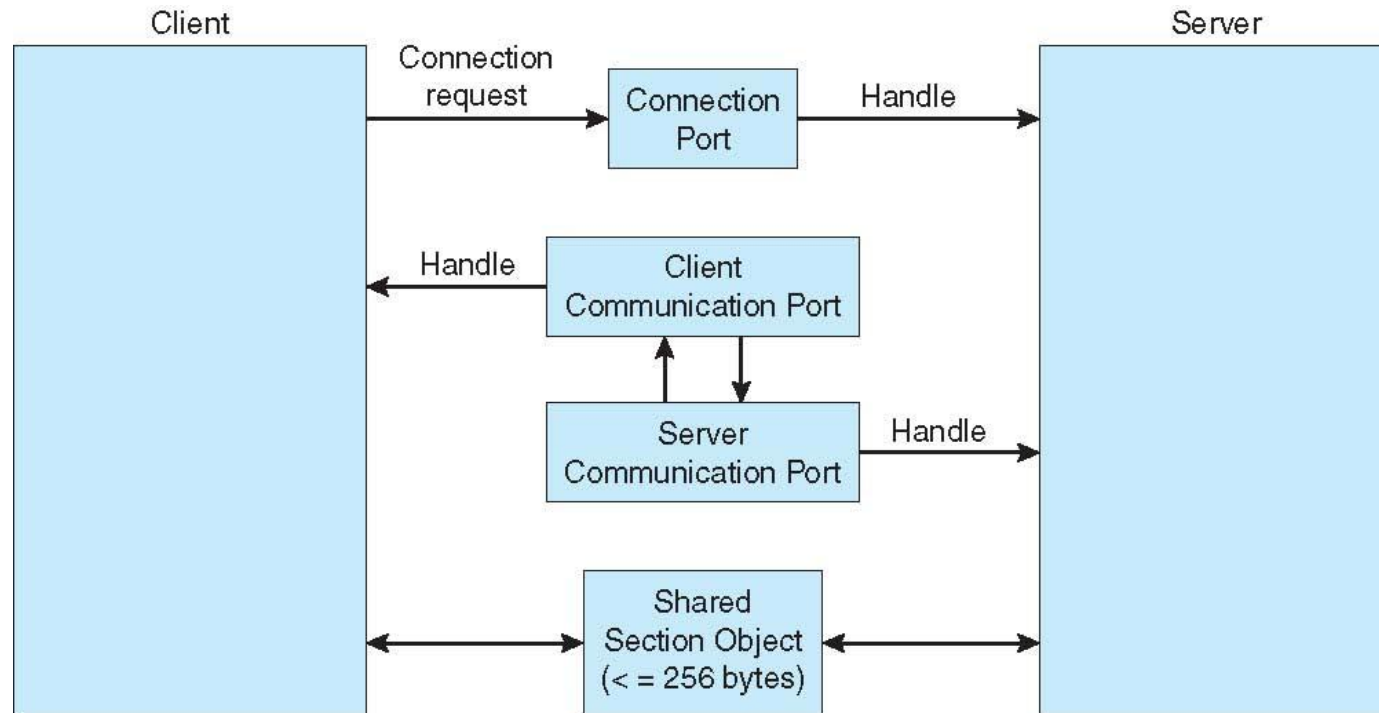 Client
Server
Connection
request
Connection
Port
Handle
Handle
Client
Communication Port
Server
Communication Port
Handle
Shared
Section Object
(< = 256 bytes)